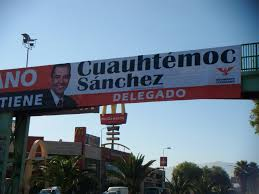 ANO
TIENE
Cuauhtémoc
Sánchez
DELEGADO